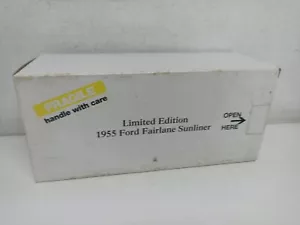 FRAGILE
handle with care
Limited Edition
1955 Ford Fairlane Sunliner
OPEN
HERE